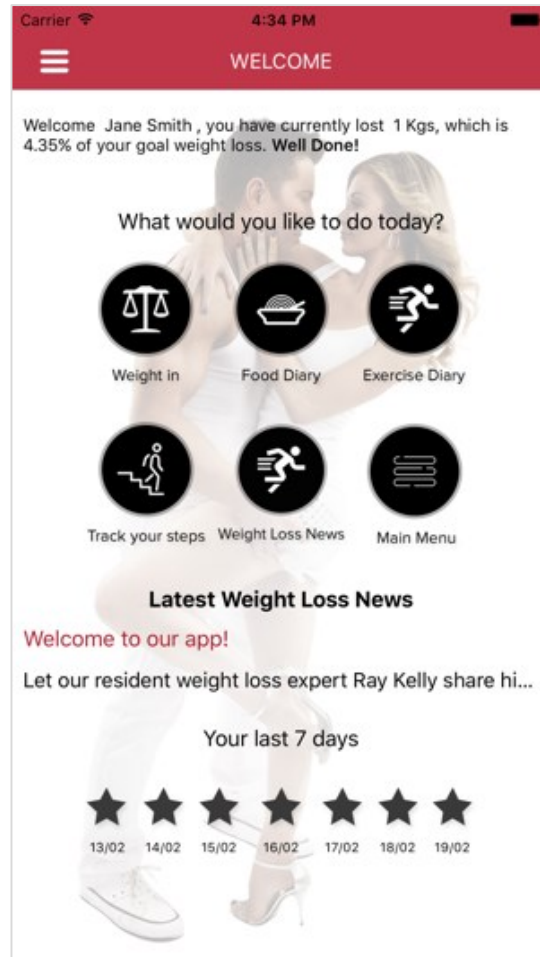 Carrier 4:34 PM
WELCOME
Welcome Jane Smith , you have currently lost 1 Kgs, which is
4.35% of your goal weight loss. Well Done!
What would you like to do today?
Weight in Food Diary Exercise Diary
Track your steps Weight Loss News Main Menu
Latest Weight Loss News
Welcome to our app!
Let our resident weight loss expert Ray Kelly share hi...
Your last 7 days
13/02 14/02 15/02 16/02 17/02 18/02 19/02